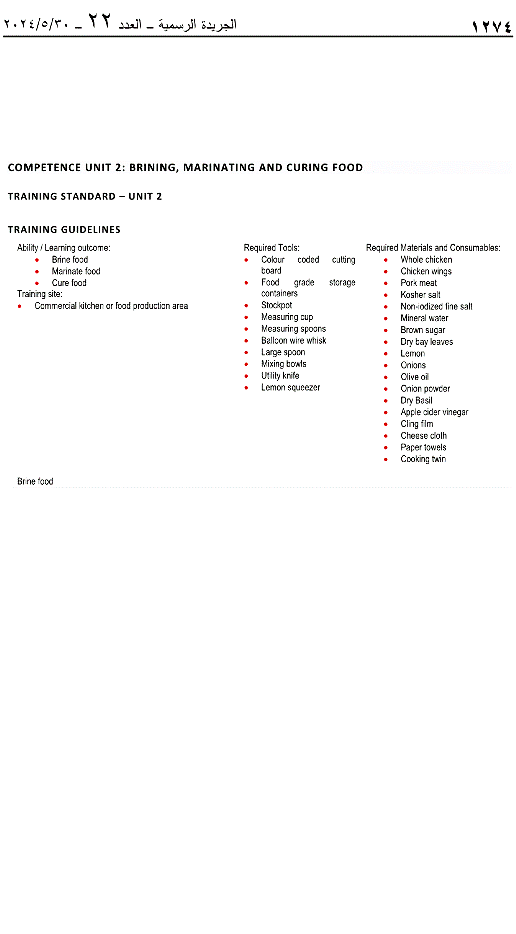 ١٢٧٤
الجريدة الرسمية ــ العدد ٢٢ ــ ٢٠٢٤/٥/٣٠
COMPETENCE UNIT 2: BRINING, MARINATING AND CURING FOOD
TRAINING STANDARD – UNIT 2
TRAINING GUIDELINES
Ability / Learning outcome:
Brine food
Marinate food
Cure food
Training site:
Commercial kitchen or food production area
Required Tools:
Colour coded cutting
board
Food grade storage
containers
Stockpot
Measuring cup
Measuring spoons
Balloon wire whisk
Large spoon
Mixing bowls
Utility knife
Lemon squeezer
Required Materials and Consumables:
Whole chicken
Chicken wings
Pork meat
Kosher salt
Non-iodized fine salt
Mineral water
Brown sugar
Dry bay leaves
Lemon
Onions
Olive oil
Onion powder
Dry Basil
Apple cider vinegar
Cling film
Cheese cloth
Paper towels
Cooking twin
Brine food